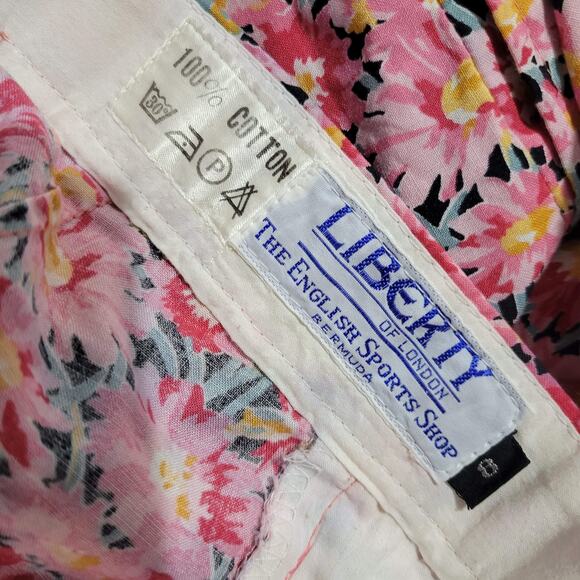 100% COTTON
30°
P
LIBERTY
OF LONDON
THE ENGLISH SPORTS SHOP
BERMUDA
8